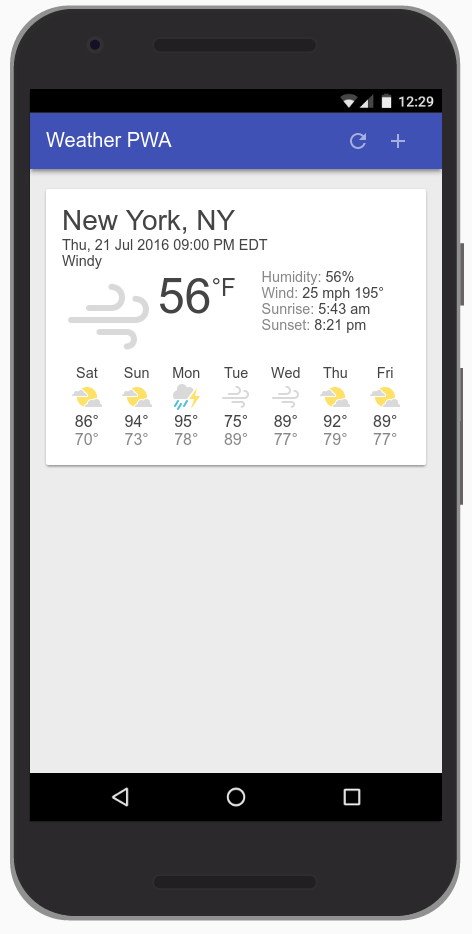 12:29
Weather PWA
New York, NY
Thu, 21 Jul 2016 09:00 PM EDT
Windy
56°F
Humidity: 56%
Wind: 25 mph 195°
Sunrise: 5:43 am
Sunset: 8:21 pm
Sat Sun Mon Tue Wed Thu Fri
86° 94° 95° 75° 89° 92° 89°
70° 73° 78° 89° 77° 79° 77°